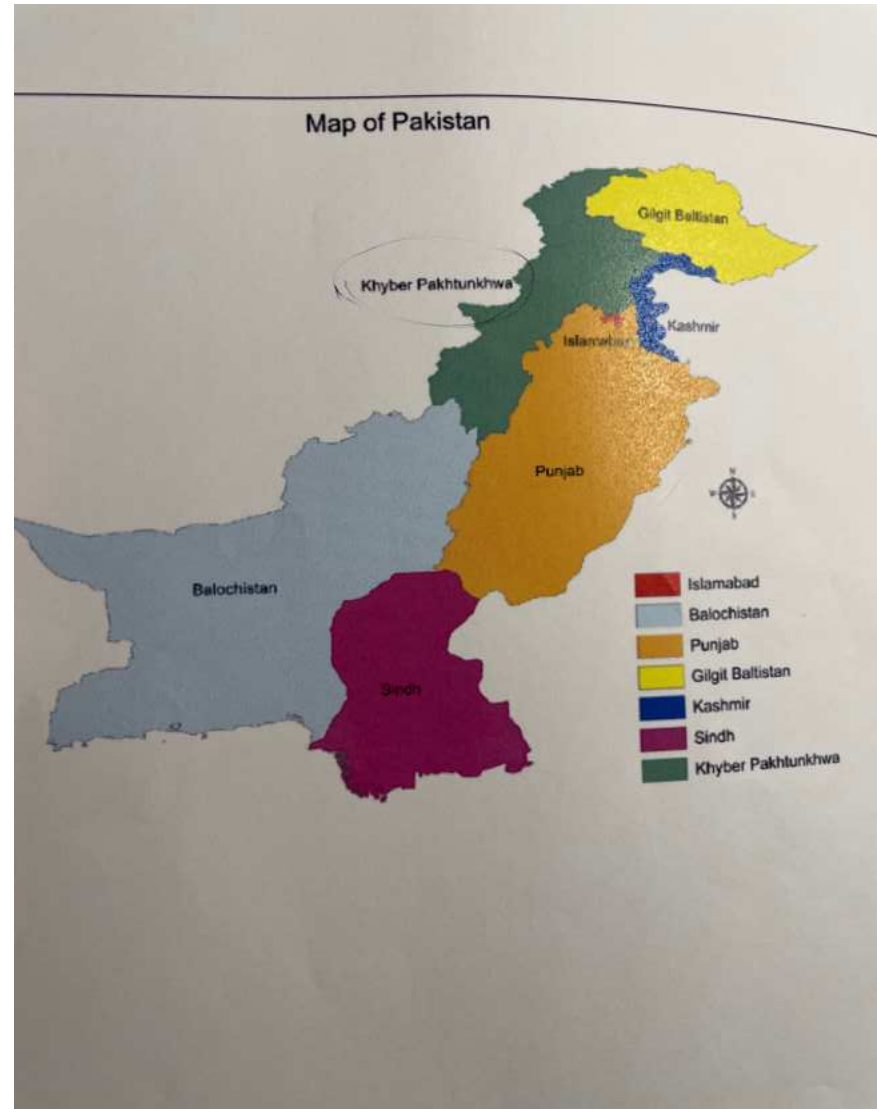 Map of Pakistan
Gilgit Baltistan
Khyber Pakhtunkhwa
Kashmir
Islamabad
Punjab
N
W
S
Balochistan
Sindh
Islamabad
Balochistan
Punjab
Gilgit Baltistan
Kashmir
Sindh
Khyber Pakhtunkhwa